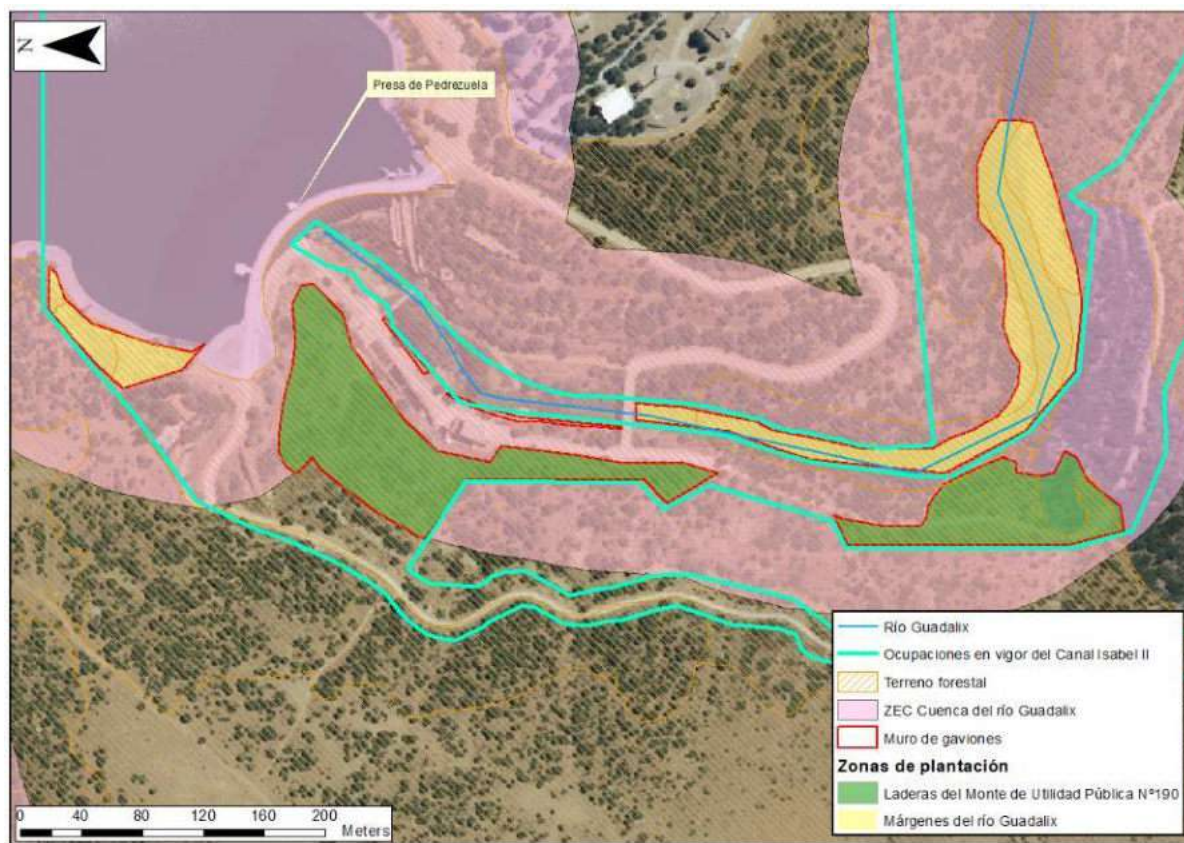 N
Presa de Pedrezuela
Río Guadalix
Ocupaciones en vigor del Canal Isabel II
Terreno forestal
ZEC Cuenca del río Guadalix
Muro de gaviones
Zonas de plantación
Laderas del Monte de Utilidad Pública Nº190
Márgenes del río Guadalix
0 40 80 120 160 200
Meters